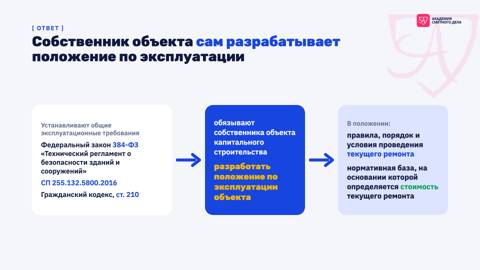 АКАДЕМИЯ
СМЕТНОГО ДЕЛА
[ ОТВЕТ ]
Собственник объекта сам разрабатывает
положение по эксплуатации
Устанавливают общие
эксплуатационные требования
Федеральный закон 384-ФЗ
«Технический регламент о
безопасности зданий и
сооружений»
СП 255.132.5800.2016
Гражданский кодекс, ст. 210
обязывают
собственника объекта
капитального
строительства
разработать
положение по
эксплуатации
объекта
В положении:
правила, порядок и
условия проведения
текущего ремонта
нормативная база, на
основании которой
определяется стоимость
текущего ремонта